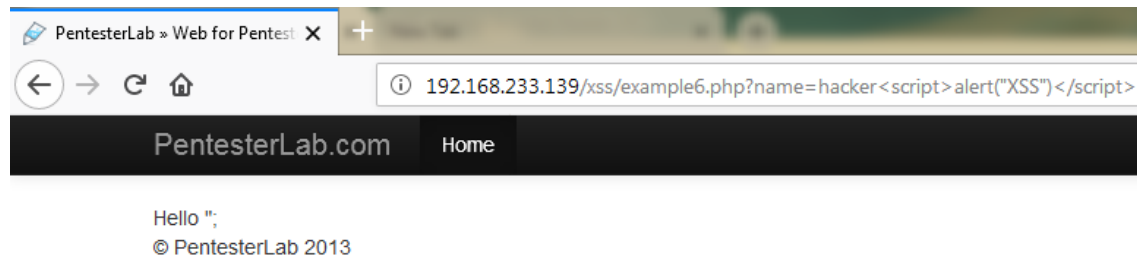 PentesterLab » Web for Pentest
192.168.233.139/xss/example6.php?name=hacker<script>alert("XSS")</script>
PentesterLab.com Home
Hello ";
© PentesterLab 2013